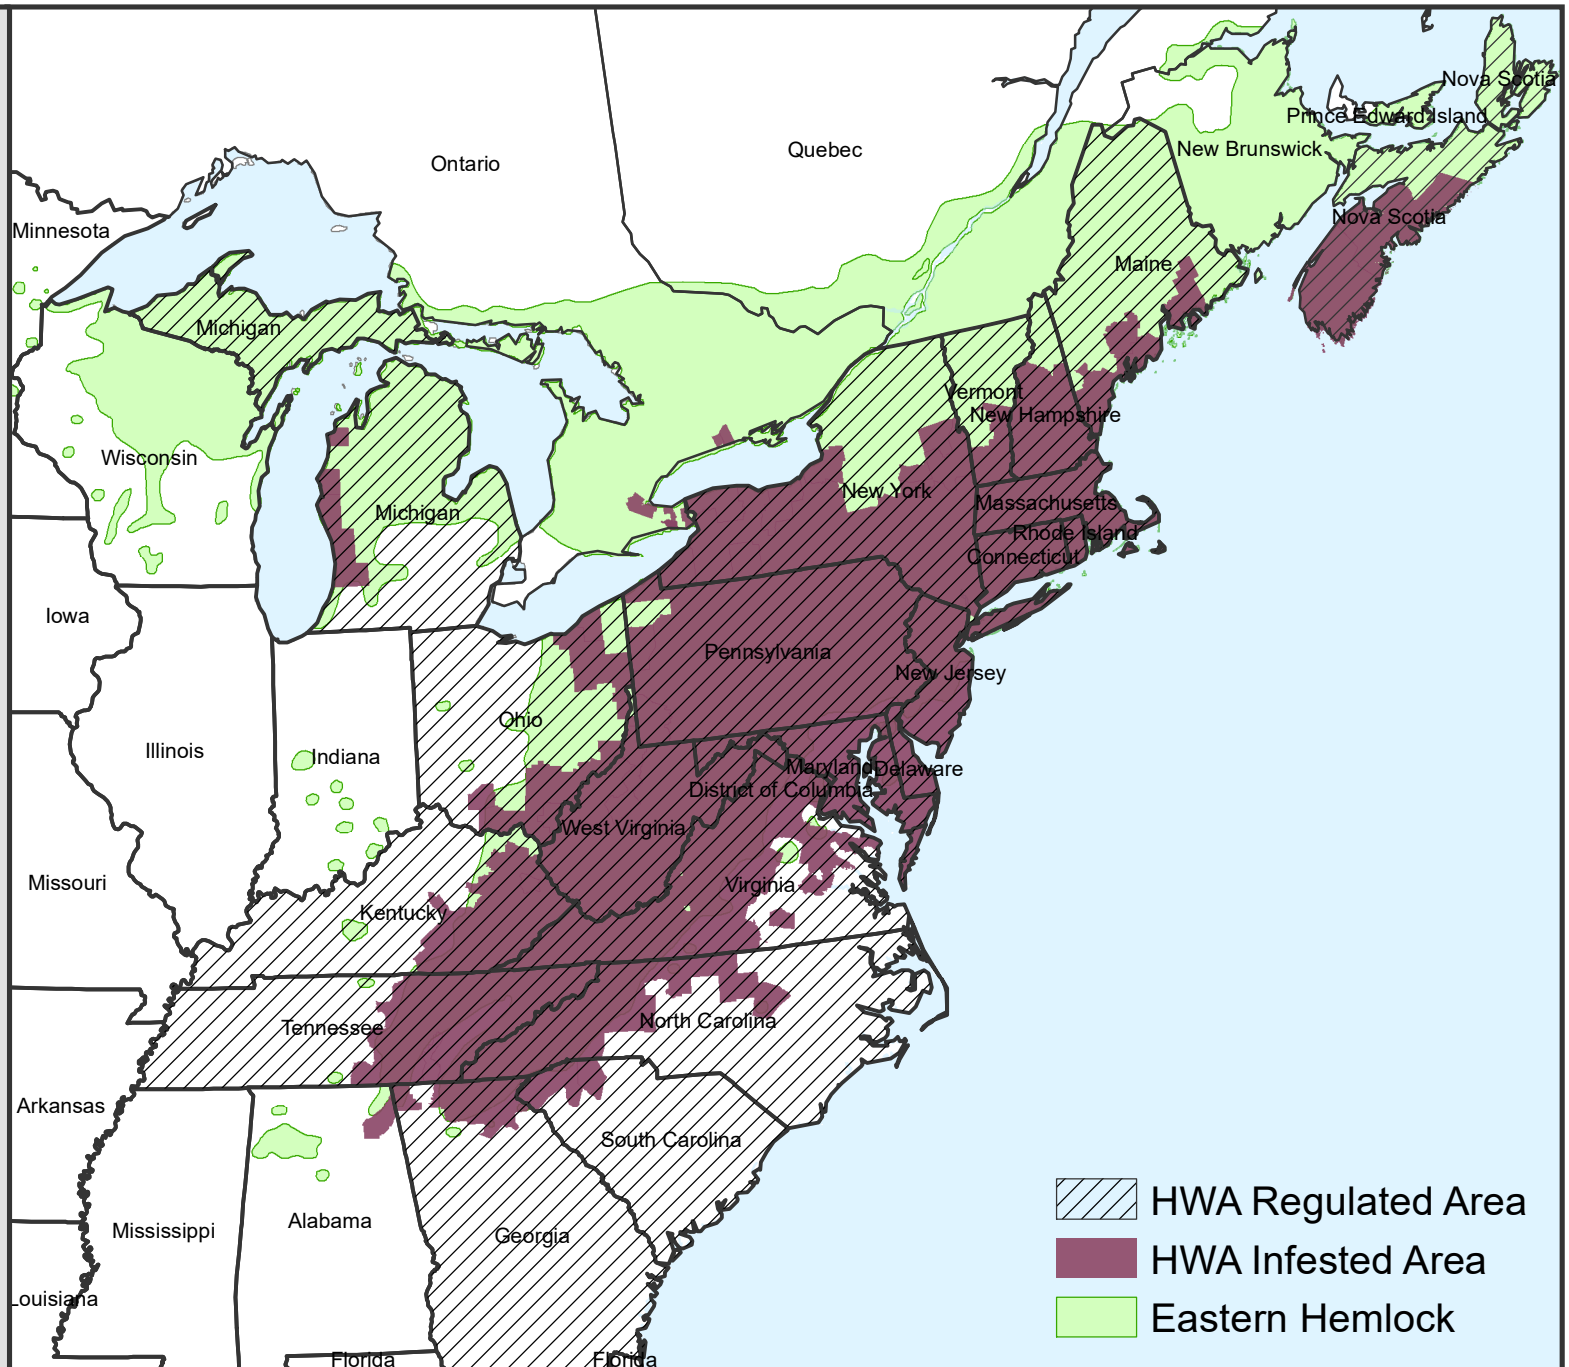 Nova Scotia
Prince Edward Island
Quebec
New Brunswick
Ontario
Nova Scotia
Minnesota
Maine
Michigan
Vermont
New Hampshire
Wisconsin
New York
Massachusetts
Michigan
Rhode Island
Connecticut
Iowa
Pennsylvania
New Jersey
Ohio
Illinois
Indiana
Maryland
Delaware
District of Columbia
West Virginia
Missouri
Virginia
Kentucky
North Carolina
Tennessee
Arkansas
South Carolina
Alabama
Mississippi
Georgia
Louisiana
Florida
Florida
HWA Regulated Area
HWA Infested Area
Eastern Hemlock